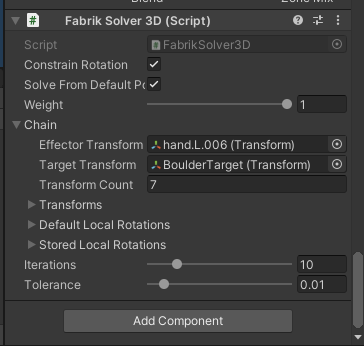 Blend Zone Mix
Fabrik Solver 3D (Script)
Script FabrikSolver3D
Constrain Rotation
Solve From Default Po
Weight 1
Chain
Effector Transform hand.L.006 (Transform)
Target Transform BoulderTarget (Transform)
Transform Count 7
Transforms
Default Local Rotations
Stored Local Rotations
Iterations 10
Tolerance 0.01
Add Component